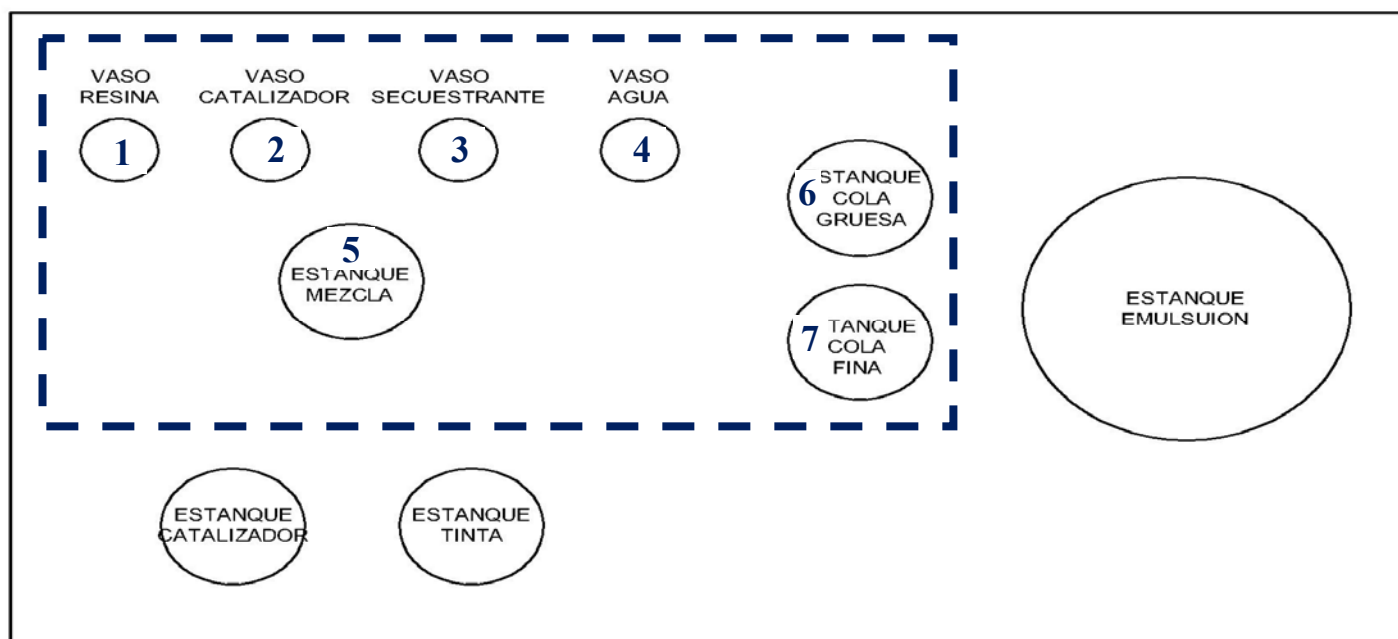 VASO
RESINA
VASO
CATALIZADOR
VASO
SECUESTRANTE
VASO
AGUA
1
2
3
4
6
STANQUE
COLA
GRUESA
5
ESTANQUE
MEZCLA
7
TANQUE
COLA
FINA
ESTANQUE
EMULSUION
ESTANQUE
CATALIZADOR
ESTANQUE
TINTA